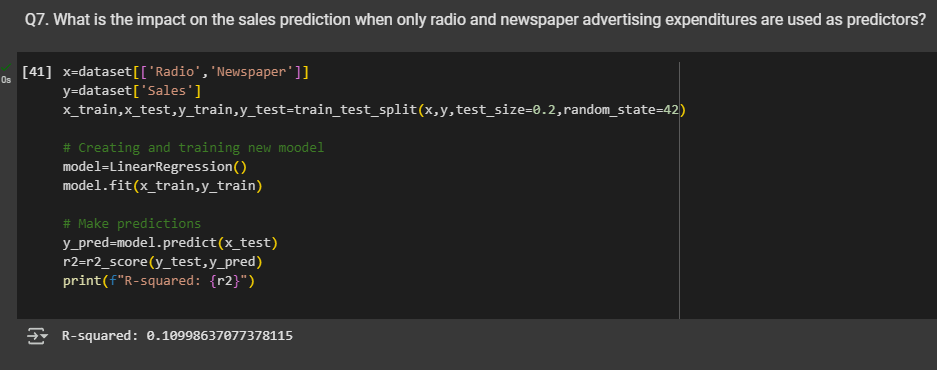 Q7. What is the impact on the sales prediction when only radio and newspaper advertising expenditures are used as predictors?
0s
[41] x=dataset[['Radio','Newspaper']]
y=dataset['Sales']
x_train,x_test,y_train,y_test=train_test_split(x,y,test_size=0.2,random_state=42)
# Creating and training new moodel
model=LinearRegression()
model.fit(x_train,y_train)
# Make predictions
y_pred=model.predict(x_test)
r2=r2_score(y_test,y_pred)
print(f"R-squared: {r2}")
R-squared: 0.10998637077378115